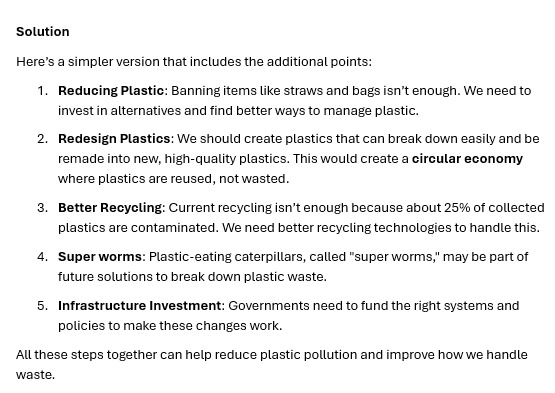 Solution
Here's a simpler version that includes the additional points:
1. Reducing Plastic: Banning items like straws and bags isn't enough. We need to
invest in alternatives and find better ways to manage plastic.
2. Redesign Plastics: We should create plastics that can break down easily and be
remade into new, high-quality plastics. This would create a circular economy
where plastics are reused, not wasted.
3. Better Recycling: Current recycling isn't enough because about 25% of collected
plastics are contaminated. We need better recycling technologies to handle this.
4. Super worms: Plastic-eating caterpillars, called "super worms," may be part of
future solutions to break down plastic waste.
5. Infrastructure Investment: Governments need to fund the right systems and
policies to make these changes work.
All these steps together can help reduce plastic pollution and improve how we handle
waste.